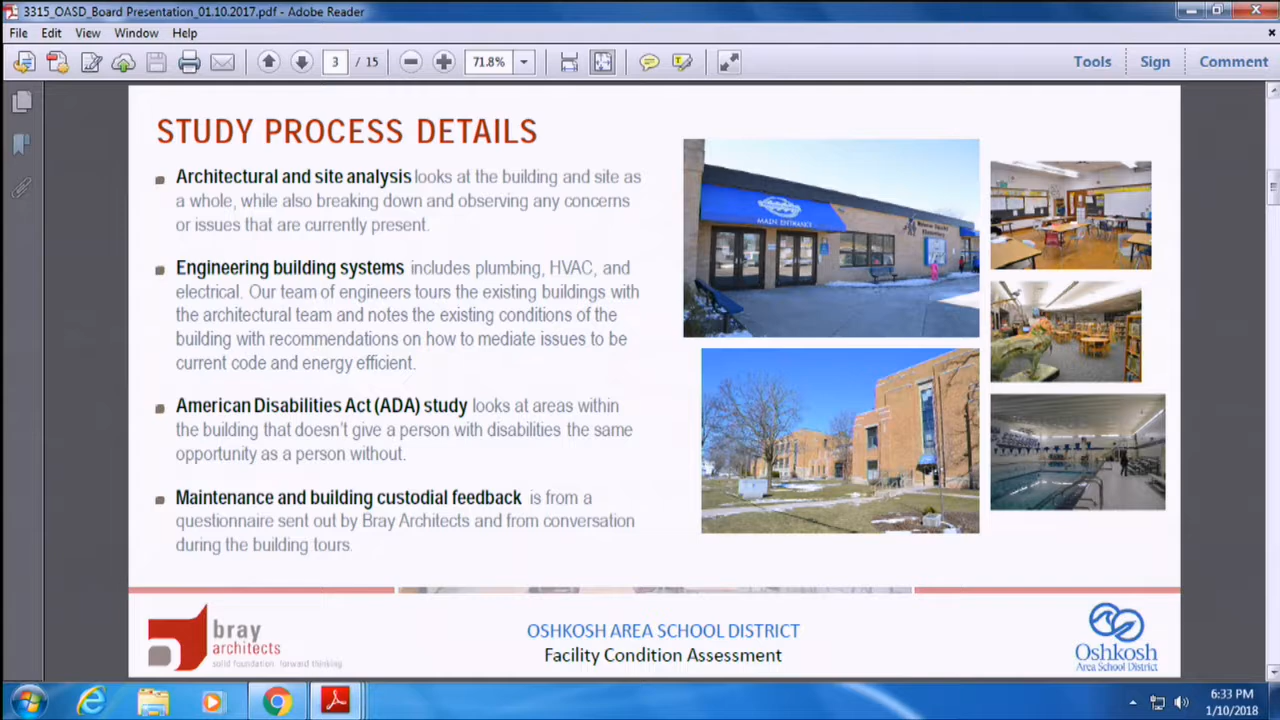 3315_OASD_Board Presentation_01.10.2017.pdf - Adobe Reader
File Edit View Window Help
3 / 15 71.8% Tools Sign Comment
STUDY PROCESS DETAILS
Architectural and site analysis looks at the building and site as
a whole, while also breaking down and observing any concerns
or issues that are currently present.
Engineering building systems includes plumbing, HVAC, and
electrical. Our team of engineers tours the existing buildings with
the architectural team and notes the existing conditions of the
building with recommendations on how to mediate issues to be
current code and energy efficient.
American Disabilities Act (ADA) study looks at areas within
the building that doesn't give a person with disabilities the same
opportunity as a person without.
Maintenance and building custodial feedback is from a
questionnaire sent out by Bray Architects and from conversation
during the building tours.
MAIN ENTRANCE
bray
architects
solid foundation. forward thinking
OSHKOSH AREA SCHOOL DISTRICT
Facility Condition Assessment
Oshkosh
Area School District
6:33 PM
1/10/2018